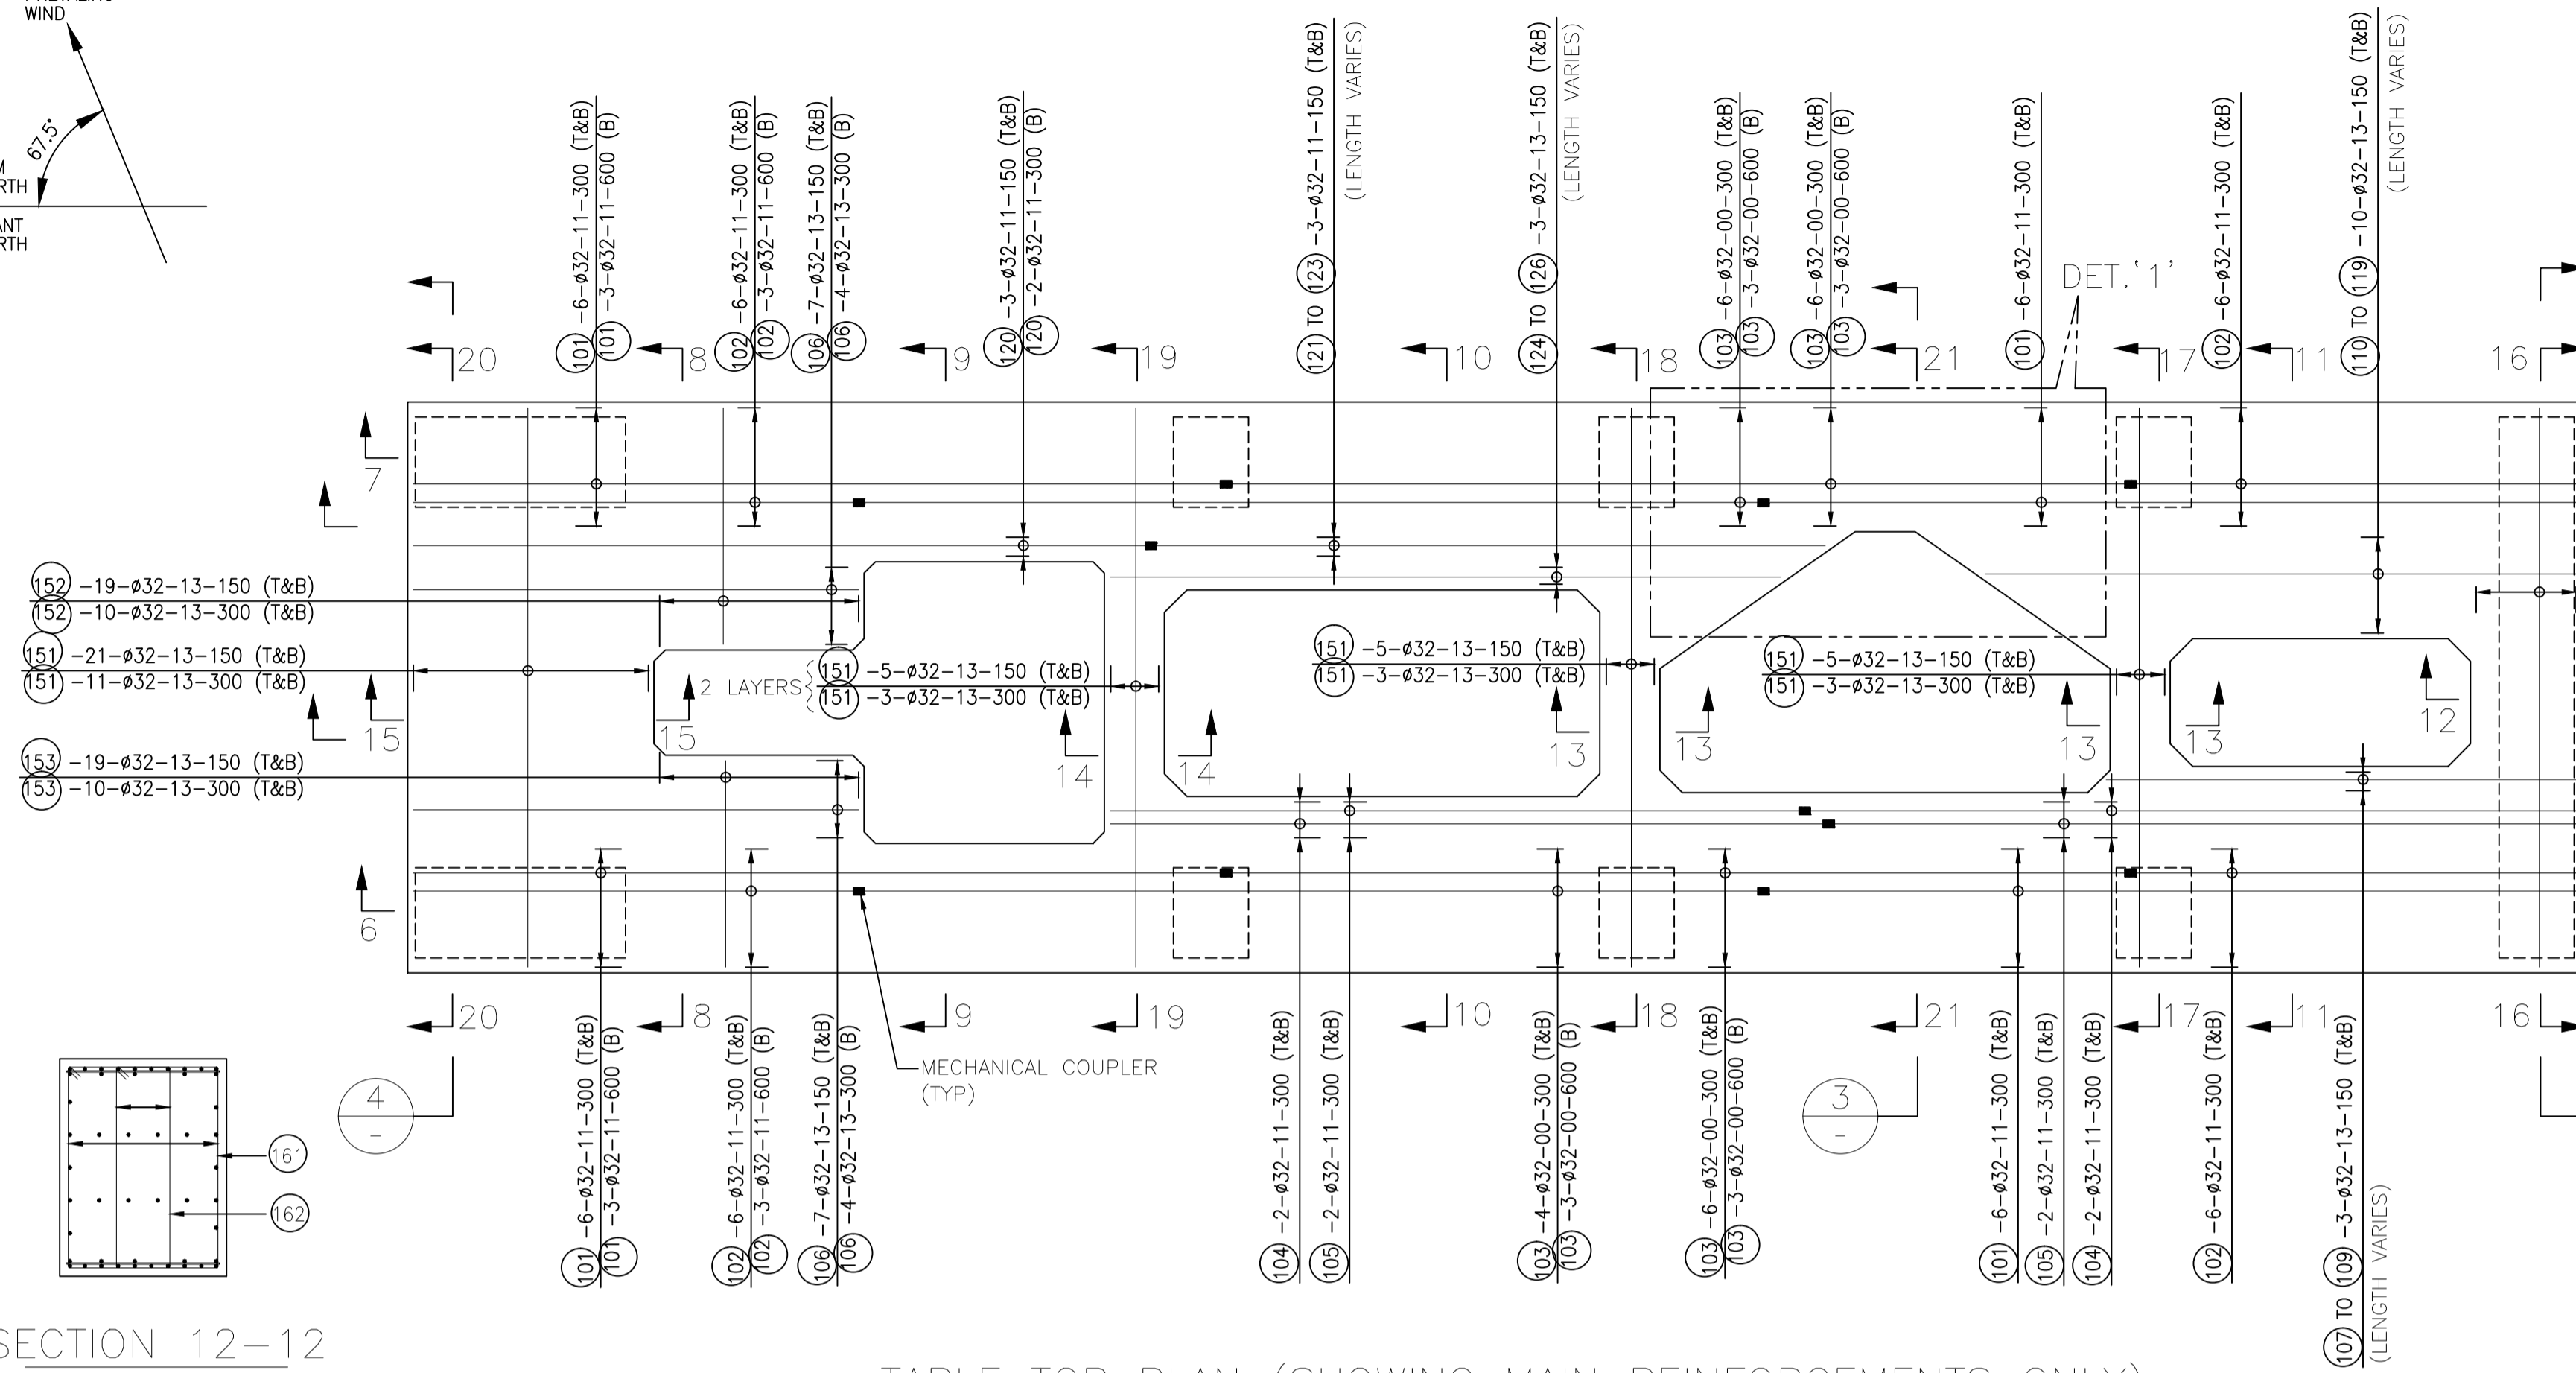 WIND
67.5°
101 -6-ø32-11-300 (T&B)
101 -3-ø32-11-600 (B)
102 -6-ø32-11-300 (T&B)
102 -3-ø32-11-600 (B)
106 -7-ø32-13-150 (T&B)
106 -4-ø32-13-300 (B)
120 -3-ø32-11-150 (T&B)
120 -2-ø32-11-300 (B)
121 TO 123 -3-ø32-11-150 (T&B)
(LENGTH VARIES)
124 TO 126 -3-ø32-13-150 (T&B)
(LENGTH VARIES)
103 -6-ø32-00-300 (T&B)
103 -3-ø32-00-600 (B)
103 -6-ø32-00-300 (T&B)
103 -3-ø32-00-600 (B)
101 -6-ø32-11-300 (T&B)
DET.'1'
102 -6-ø32-11-300 (T&B)
110 TO 119 -10-ø32-13-150 (T&B)
(LENGTH VARIES)
20
8
9
19
10
18
21
17
11
16
7
152 -19-ø32-13-150 (T&B)
152 -10-ø32-13-300 (T&B)
151 -21-ø32-13-150 (T&B)
151 -11-ø32-13-300 (T&B)
153 -19-ø32-13-150 (T&B)
153 -10-ø32-13-300 (T&B)
2 LAYERS
151 -5-ø32-13-150 (T&B)
151 -3-ø32-13-300 (T&B)
151 -5-ø32-13-150 (T&B)
151 -3-ø32-13-300 (T&B)
151 -5-ø32-13-150 (T&B)
151 -3-ø32-13-300 (T&B)
15
15
14
14
13
13
13
13
12
6
20
8
9
19
10
18
21
17
11
16
MECHANICAL COUPLER
(TYP)
4
-
3
-
101 -6-ø32-11-300 (T&B)
101 -3-ø32-11-600 (B)
102 -6-ø32-11-300 (T&B)
102 -3-ø32-11-600 (B)
106 -7-ø32-13-150 (T&B)
106 -4-ø32-13-300 (B)
104 -2-ø32-11-300 (T&B)
105 -2-ø32-11-300 (T&B)
103 -4-ø32-00-300 (T&B)
103 -3-ø32-00-600 (B)
103 -6-ø32-00-300 (T&B)
103 -3-ø32-00-600 (B)
101 -6-ø32-11-300 (T&B)
105 -2-ø32-11-300 (T&B)
104 -2-ø32-11-300 (T&B)
102 -6-ø32-11-300 (T&B)
107 TO 109 -3-ø32-13-150 (T&B)
(LENGTH VARIES)
161
162
SECTION 12-12
TABLE TOP PLAN (SHOWING MAIN REINFORCEMENTS ONLY)